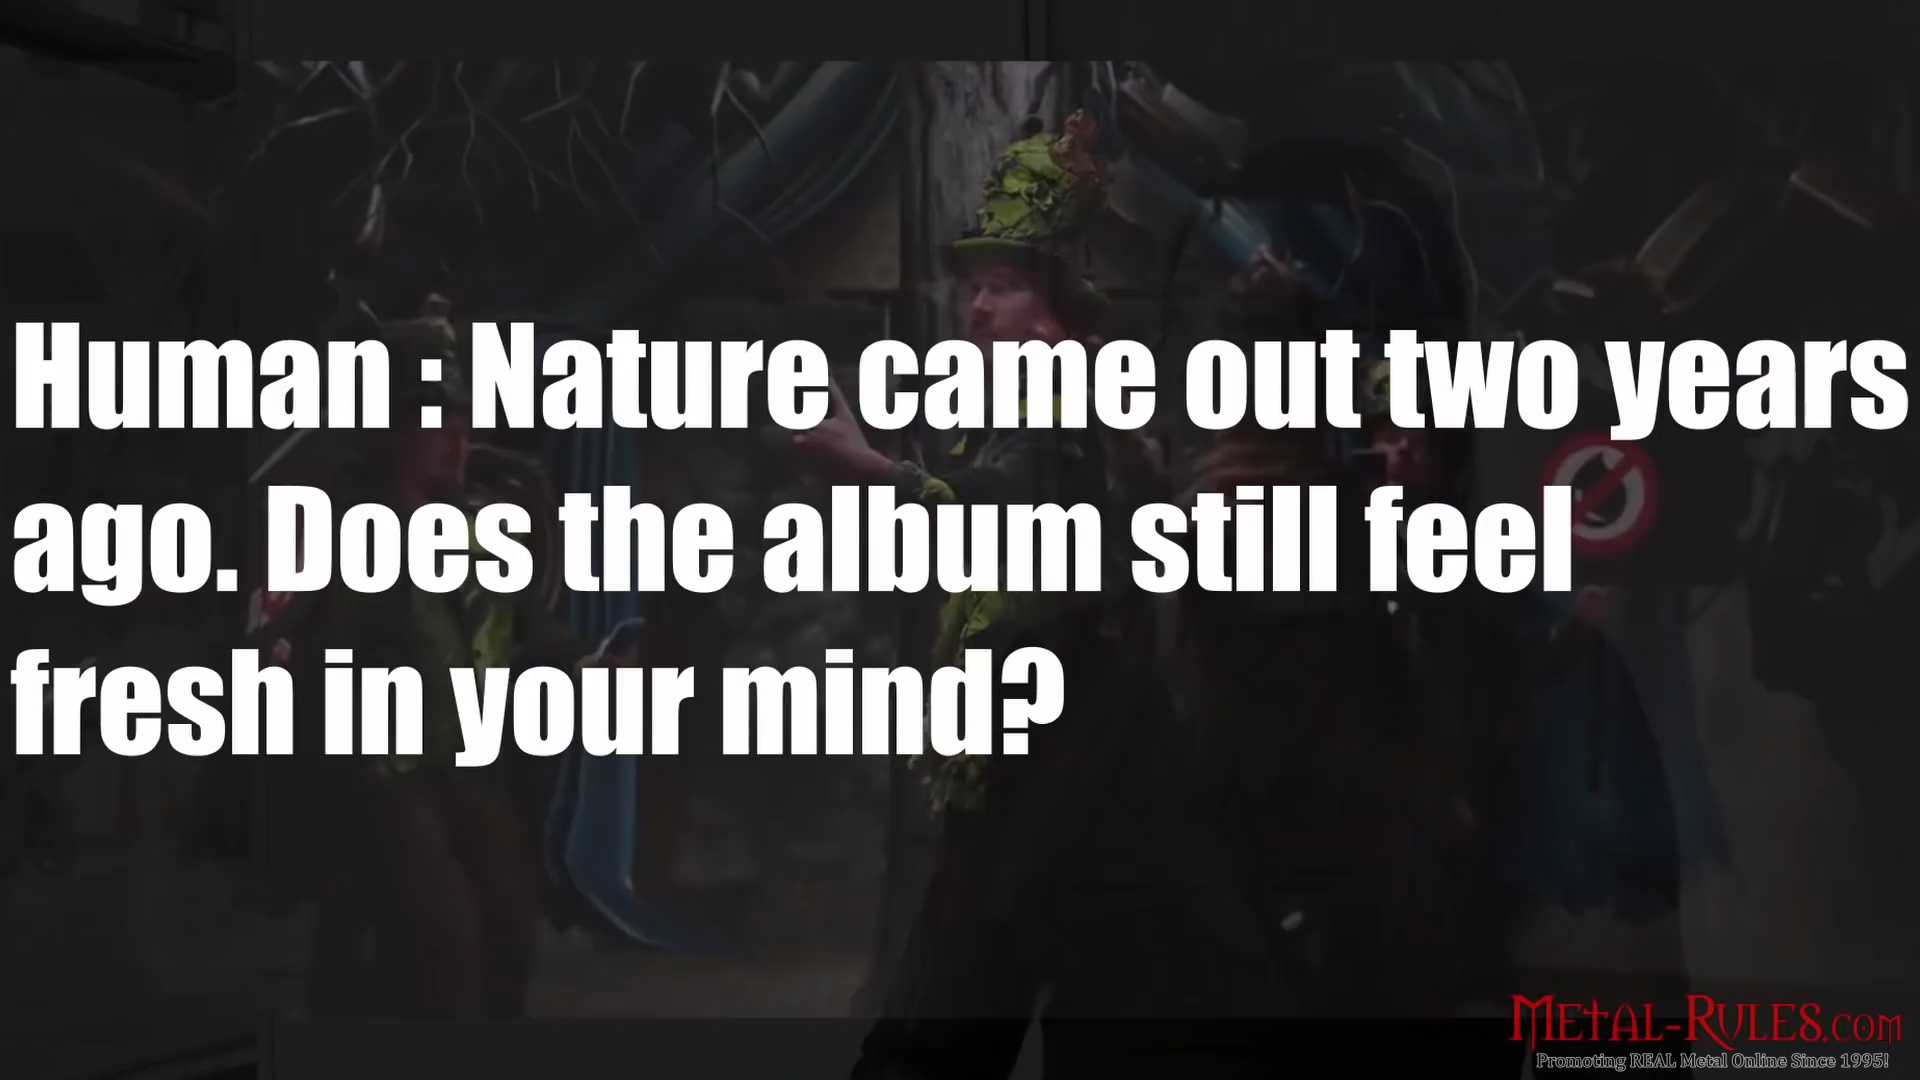 Human : Nature came out two years
ago. Does the album still feel
fresh in your mind?
METAL-RULES.COM
Promoting REAL Metal Online Since 1995!